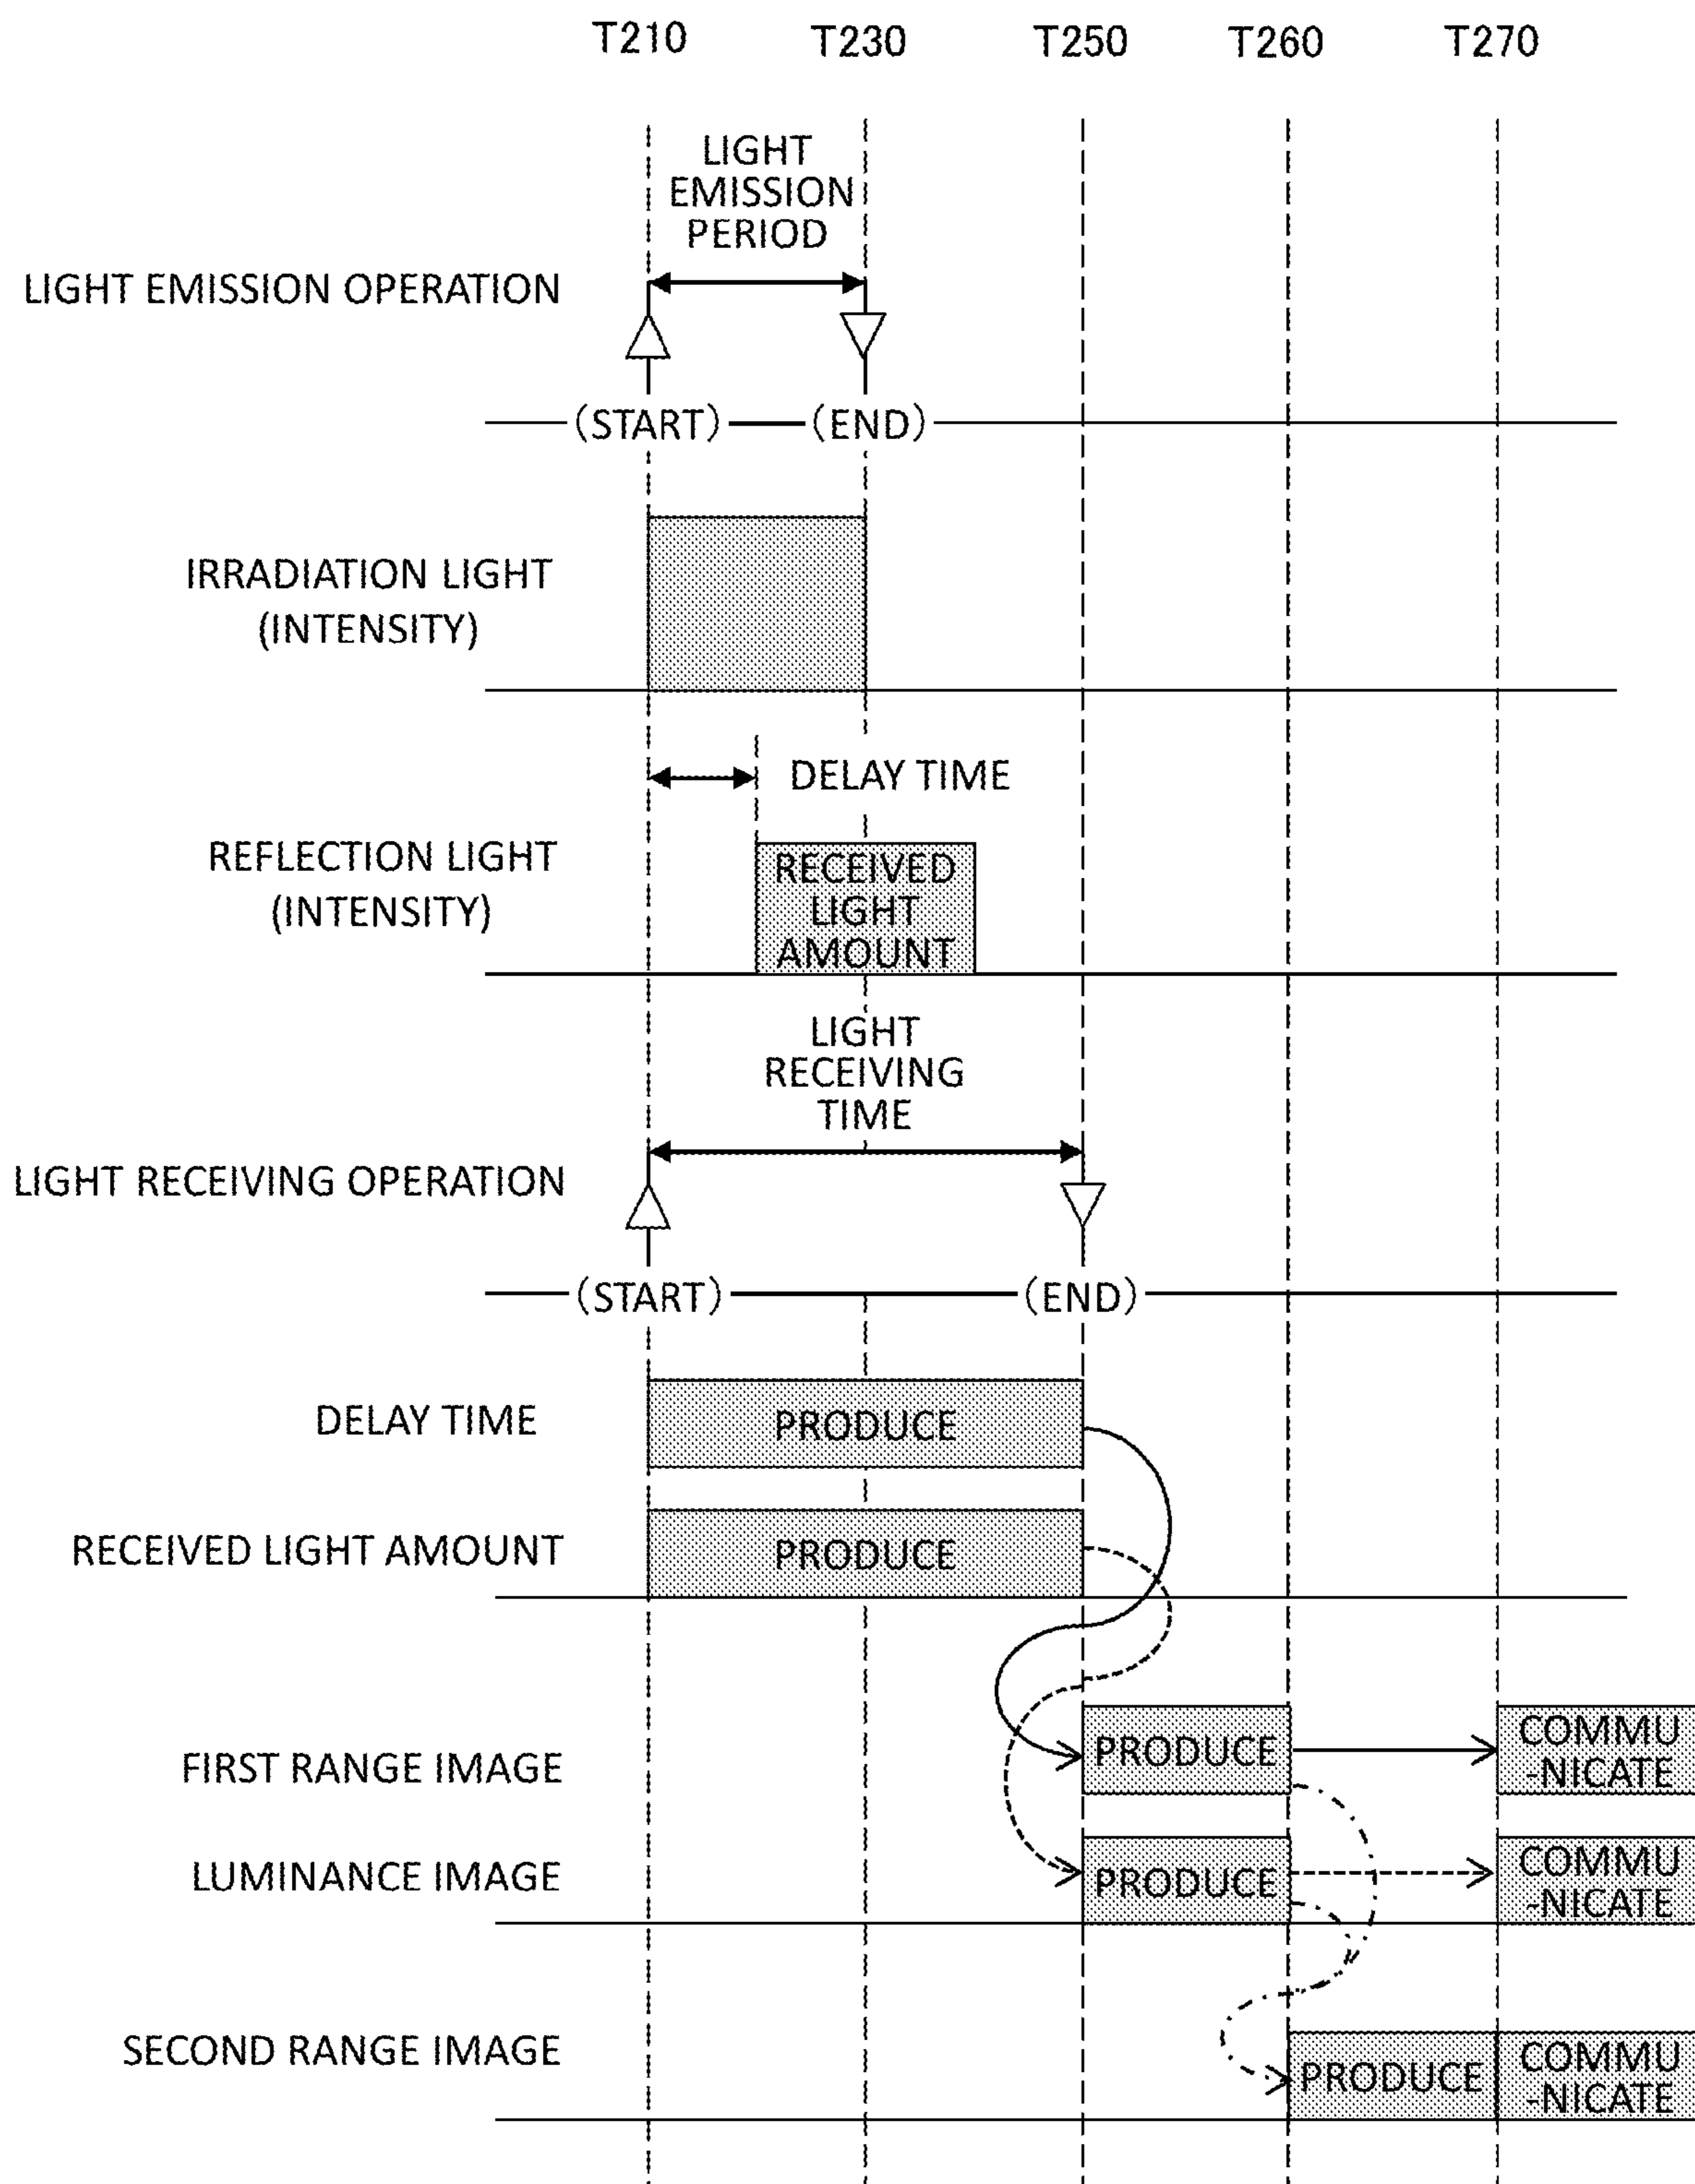 T210 T230 T250 T260 T270
LIGHT
EMISSION
PERIOD
LIGHT EMISSION OPERATION
(START) (END)
IRRADIATION LIGHT
(INTENSITY)
DELAY TIME
REFLECTION LIGHT
(INTENSITY)
RECEIVED
LIGHT
AMOUNT
LIGHT
RECEIVING
TIME
LIGHT RECEIVING OPERATION
(START) (END)
DELAY TIME PRODUCE
RECEIVED LIGHT AMOUNT PRODUCE
FIRST RANGE IMAGE PRODUCE
COMMU
-NICATE
LUMINANCE IMAGE PRODUCE
COMMU
-NICATE
SECOND RANGE IMAGE PRODUCE
COMMU
-NICATE